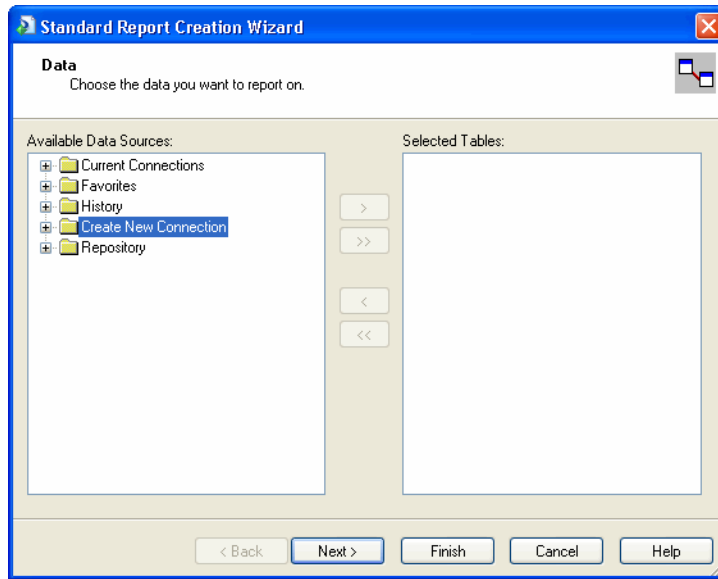 Standard Report Creation Wizard
Data
Choose the data you want to report on.
Available Data Sources:
Selected Tables:
Current Connections
Favorites
History
Create New Connection
Repository
>
>>
<
<<
< Back
Next >
Finish
Cancel
Help